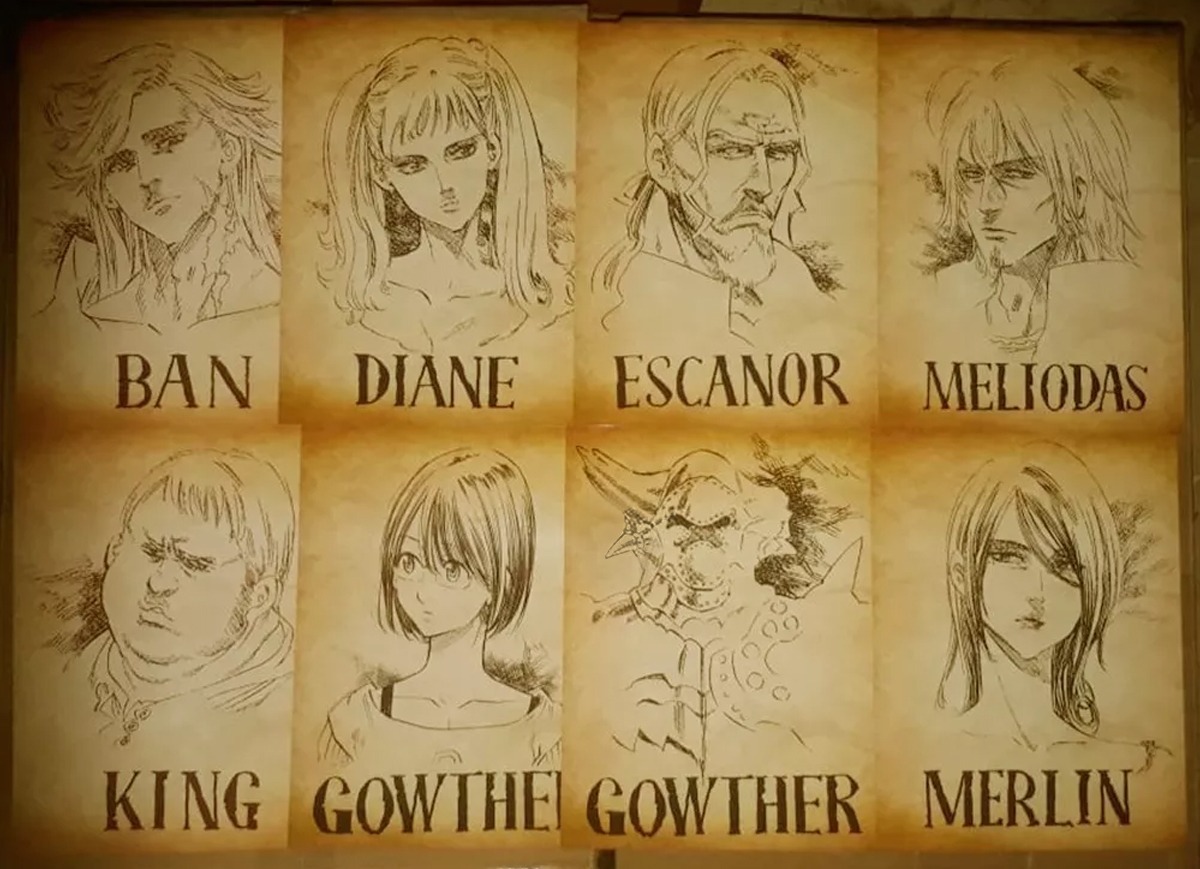 BAN
DIANE
ESCANOR
MELIODAS
KING
GOWTHE
GOWTHER
MERLIN